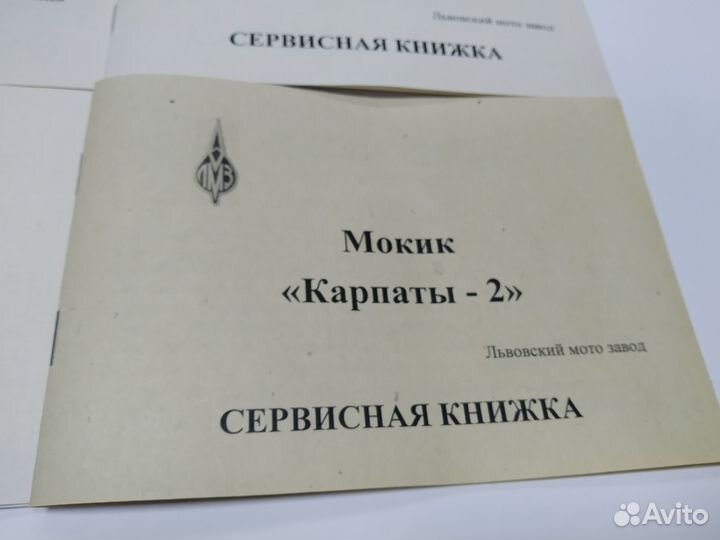 Львовский мото завод
СЕРВИСНАЯ КНИЖКА
ЛМЗ
Мокик
«Карпаты - 2»
Львовский мото завод
СЕРВИСНАЯ КНИЖКА
Avito